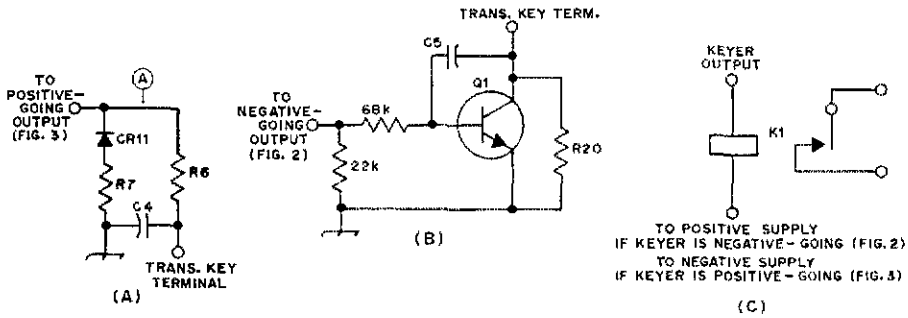 TO
POSITIVE-
GOING
OUTPUT
(FIG. 3)
A
CR11
R7
R6
C4
TRANS. KEY
TERMINAL
(A)
TRANS. KEY TERM.
C5
Q1
TO
NEGATIVE-
GOING
OUTPUT
(FIG. 2)
68k
22k
R20
(B)
KEYER
OUTPUT
K1
TO POSITIVE SUPPLY
IF KEYER IS NEGATIVE-GOING (FIG. 2)
TO NEGATIVE SUPPLY
IF KEYER IS POSITIVE-GOING (FIG. 3)
(C)